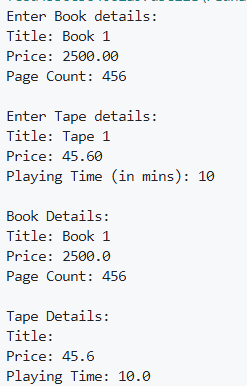 Enter Book details:
Title: Book 1
Price: 2500.00
Page Count: 456

Enter Tape details:
Title: Tape 1
Price: 45.60
Playing Time (in mins): 10

Book Details:
Title: Book 1
Price: 2500.0
Page Count: 456

Tape Details:
Title:
Price: 45.6
Playing Time: 10.0